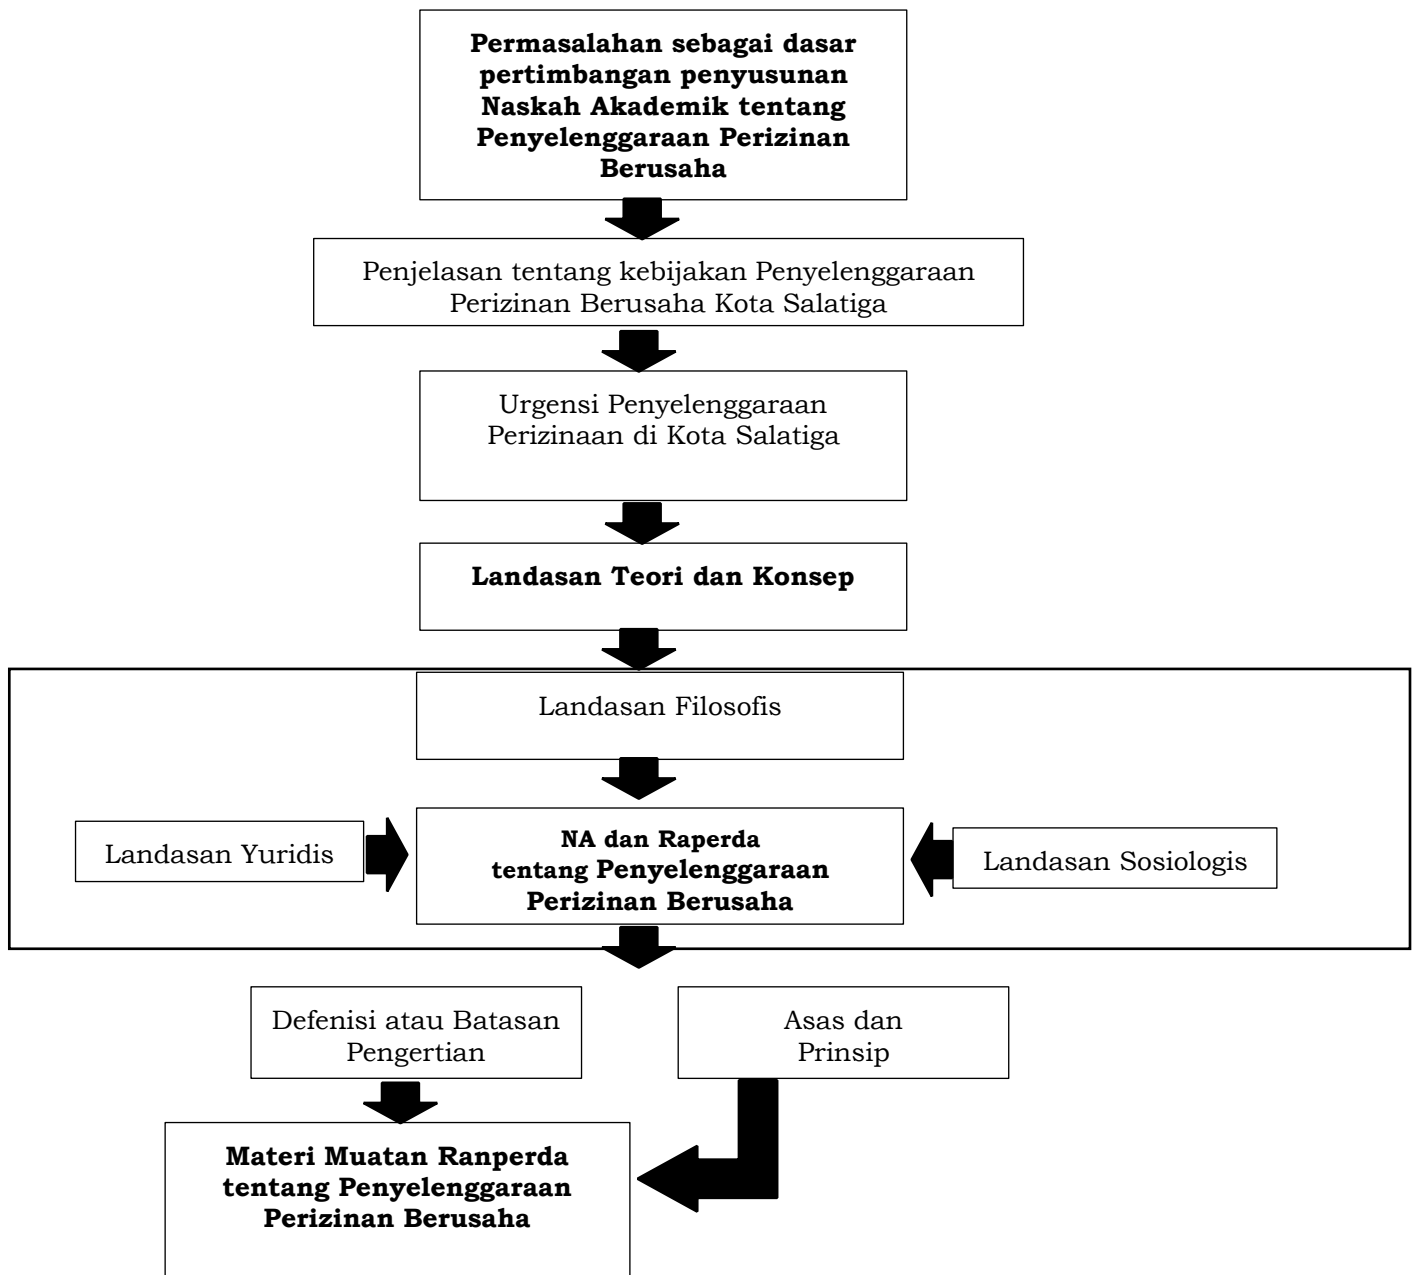 Permasalahan sebagai dasar
pertimbangan penyusunan
Naskah Akademik tentang
Penyelenggaraan Perizinan
Berusaha
Penjelasan tentang kebijakan Penyelenggaraan
Perizinan Berusaha Kota Salatiga
Urgensi Penyelenggaraan
Perizinaan di Kota Salatiga
Landasan Teori dan Konsep
Landasan Filosofis
Landasan Yuridis
NA dan Raperda
tentang Penyelenggaraan
Perizinan Berusaha
Landasan Sosiologis
Defenisi atau Batasan
Pengertian
Asas dan
Prinsip
Materi Muatan Ranperda
tentang Penyelenggaraan
Perizinan Berusaha